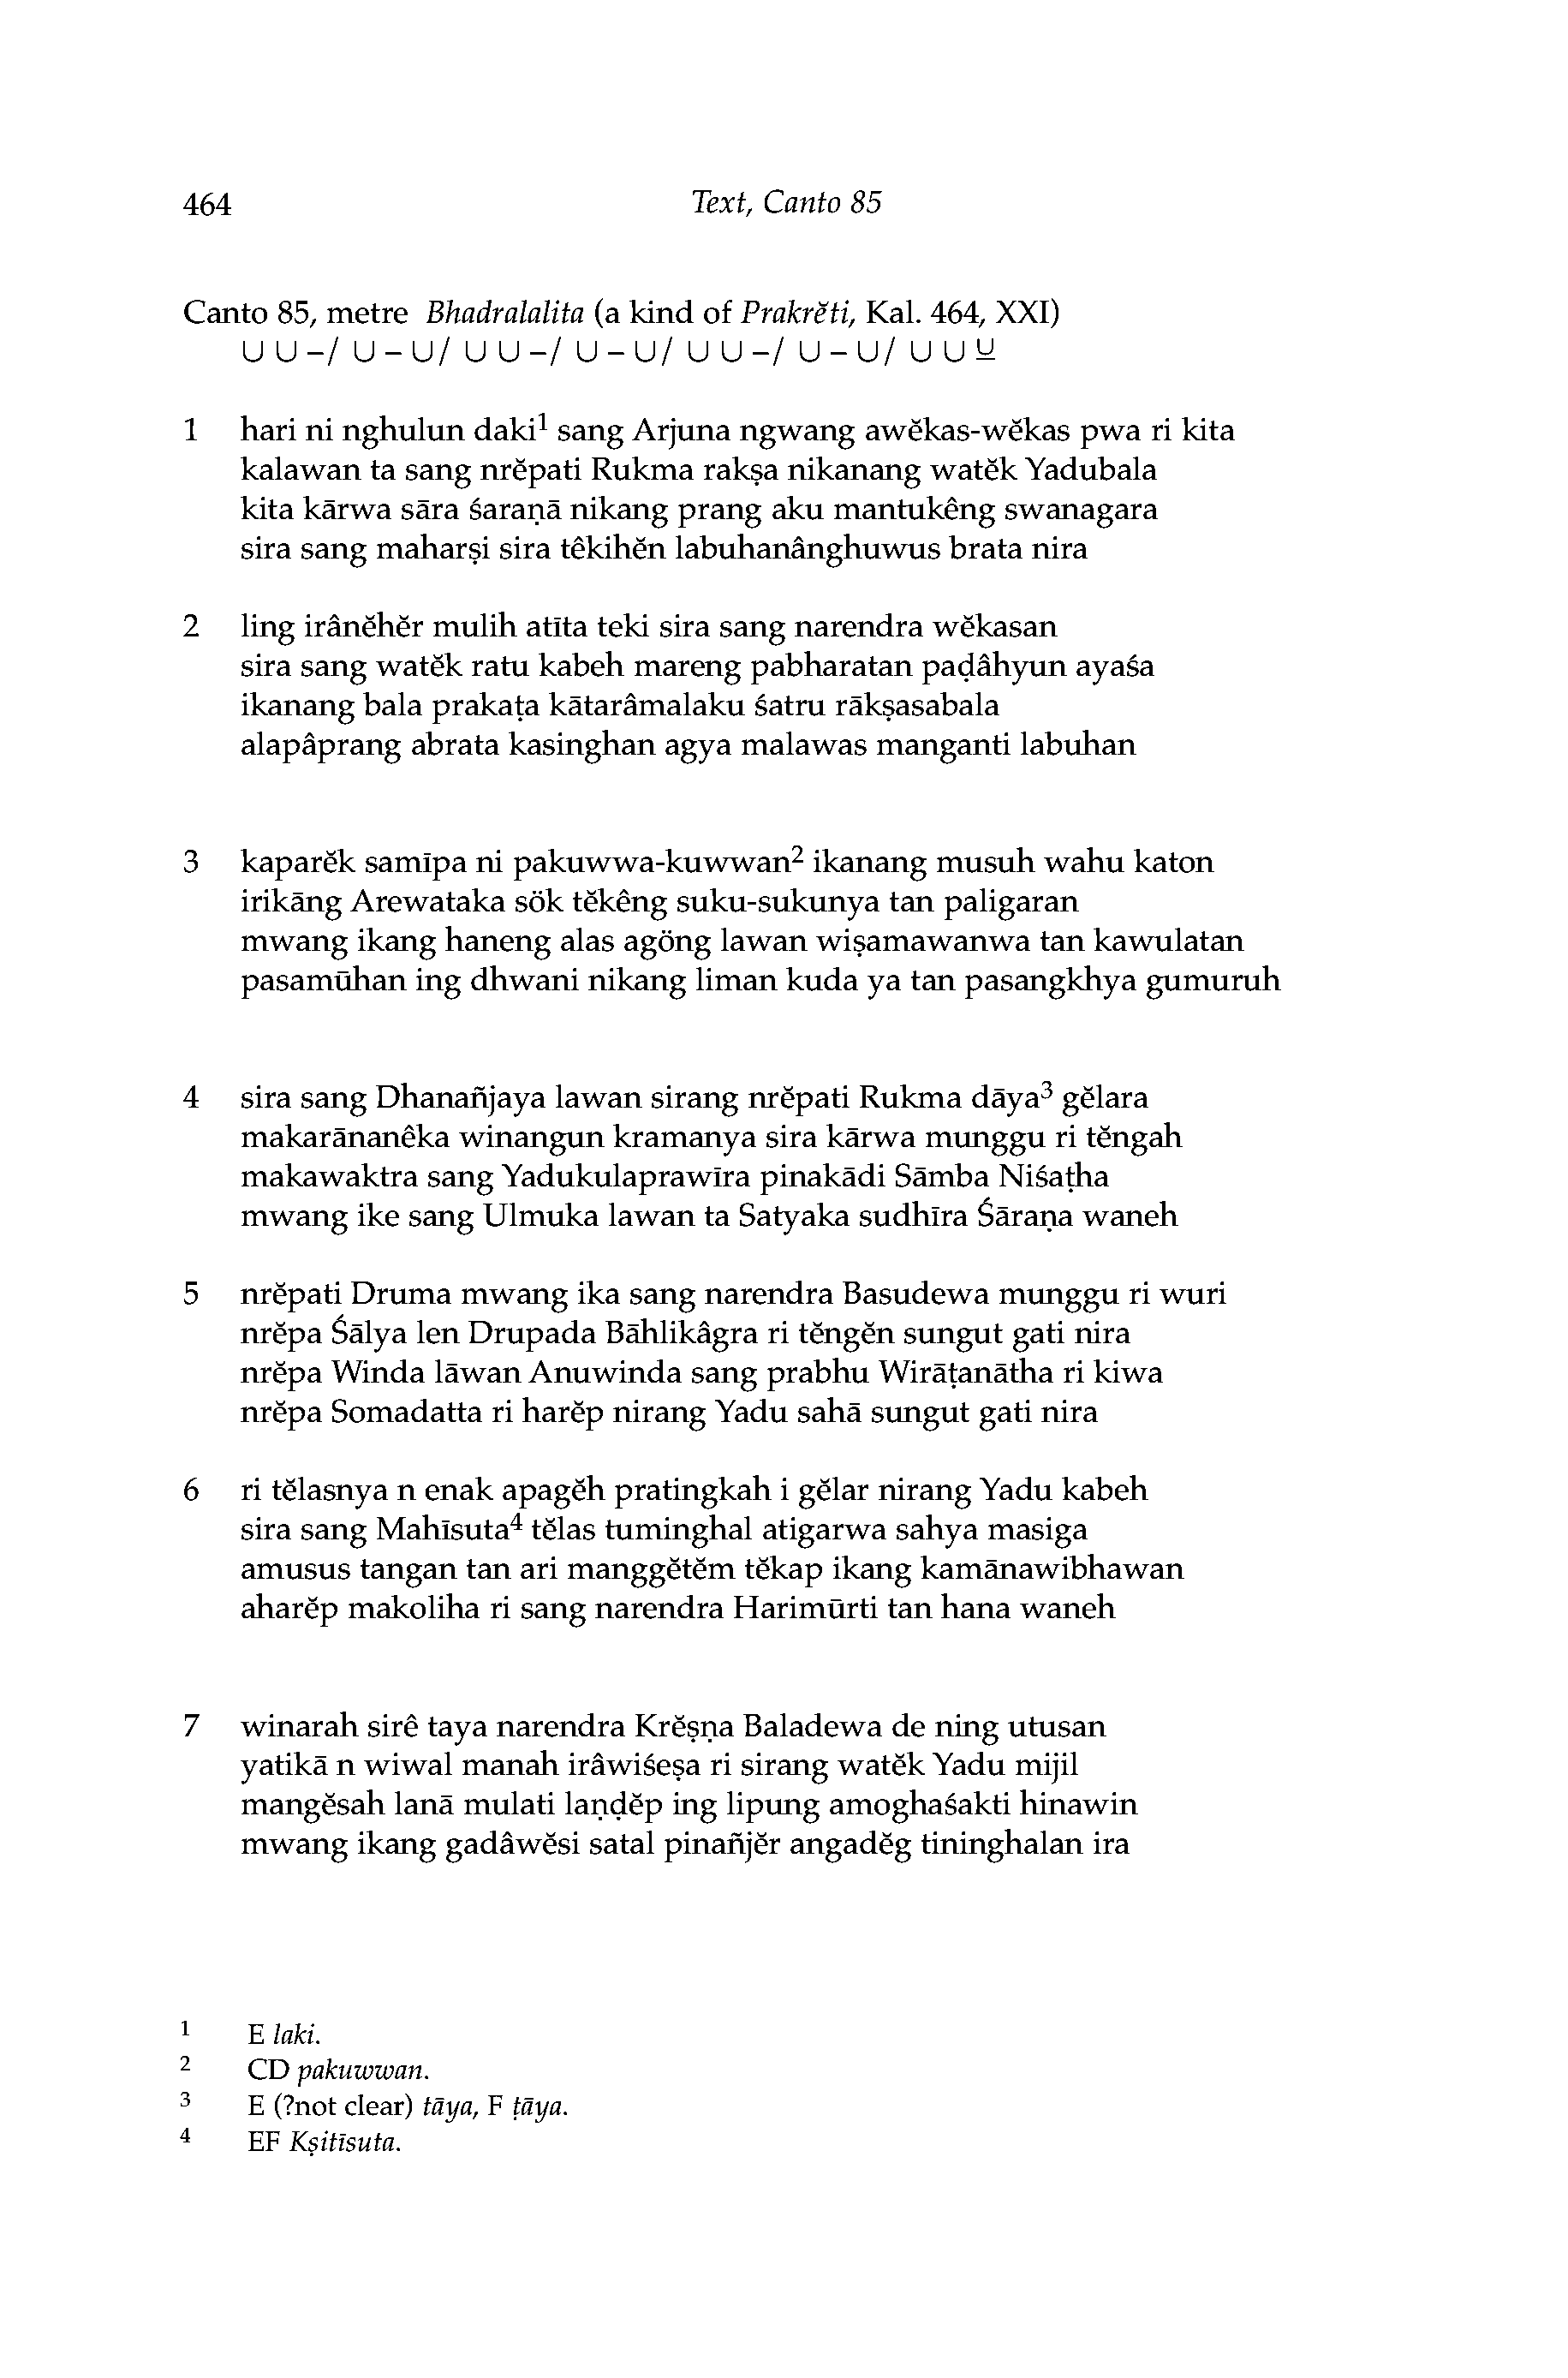 464 Text, Canto 85
Canto 85, metre Bhadralalita (a kind of Prakrĕti, Kal. 464, XXI)
∪ ∪ –/ ∪ – ∪/ ∪ ∪ –/ ∪ – ∪/ ∪ ∪ –/ ∪ – ∪/ ∪ ∪ ∪̲
1 hari ni nghulun daki¹ sang Arjuna ngwang awĕkas-wĕkas pwa ri kita
kalawan ta sang nrĕpati Rukma rakṣa nikanang watĕk Yadubala
kita kārwa sāra śaraṇā nikang prang aku mantukêng swanagara
sira sang maharṣi sira têkihĕn labuhanânghuwus brata nira
2 ling irânĕhĕr mulih atīta teki sira sang narendra wĕkasan
sira sang watĕk ratu kabeh mareng pabharatan paḍâhyun ayaśa
ikanang bala prakaṭa kātarâmalaku śatru rākṣasabala
alapâprang abrata kasinghan agya malawas manganti labuhan
3 kaparĕk samīpa ni pakuwwa-kuwwan² ikanang musuh wahu katon
irikāng Arewataka sök tĕkêng suku-sukunya tan paligaran
mwang ikang haneng alas agöng lawan wiṣamawanwa tan kawulatan
pasamūhan ing dhwani nikang liman kuda ya tan pasangkhya gumuruh
4 sira sang Dhanañjaya lawan sirang nrĕpati Rukma dāya³ gĕlara
makarānanêka winangun kramanya sira kārwa munggu ri tĕngah
makawaktra sang Yadukulaprawīra pinakādi Sāmba Niśaṭha
mwang ike sang Ulmuka lawan ta Satyaka sudhīra Śāraṇa waneh
5 nrĕpati Druma mwang ika sang narendra Basudewa munggu ri wuri
nrĕpa Śālya len Drupada Bāhlikâgra ri tĕngĕn sungut gati nira
nrĕpa Winda lāwan Anuwinda sang prabhu Wirāṭanātha ri kiwa
nrĕpa Somadatta ri harĕp nirang Yadu sahā sungut gati nira
6 ri tĕlasnya n enak apagĕh pratingkah i gĕlar nirang Yadu kabeh
sira sang Mahīsuta⁴ tĕlas tuminghal atigarwa sahya masiga
amusus tangan tan ari manggĕtĕm tĕkap ikang kamānawibhawan
aharĕp makoliha ri sang narendra Harimūrti tan hana waneh
7 winarah sirê taya narendra Krĕṣṇa Baladewa de ning utusan
yatikā n wiwal manah irâwiśeṣa ri sirang watĕk Yadu mijil
mangĕsah lanā mulati laṇḍĕp ing lipung amoghaśakti hinawin
mwang ikang gadâwĕsi satal pinañjĕr angadĕg tininghalan ira
¹ E laki.
² CD pakuwwan.
³ E (?not clear) tāya, F ṭāya.
⁴ EF Kṣitīsuta.